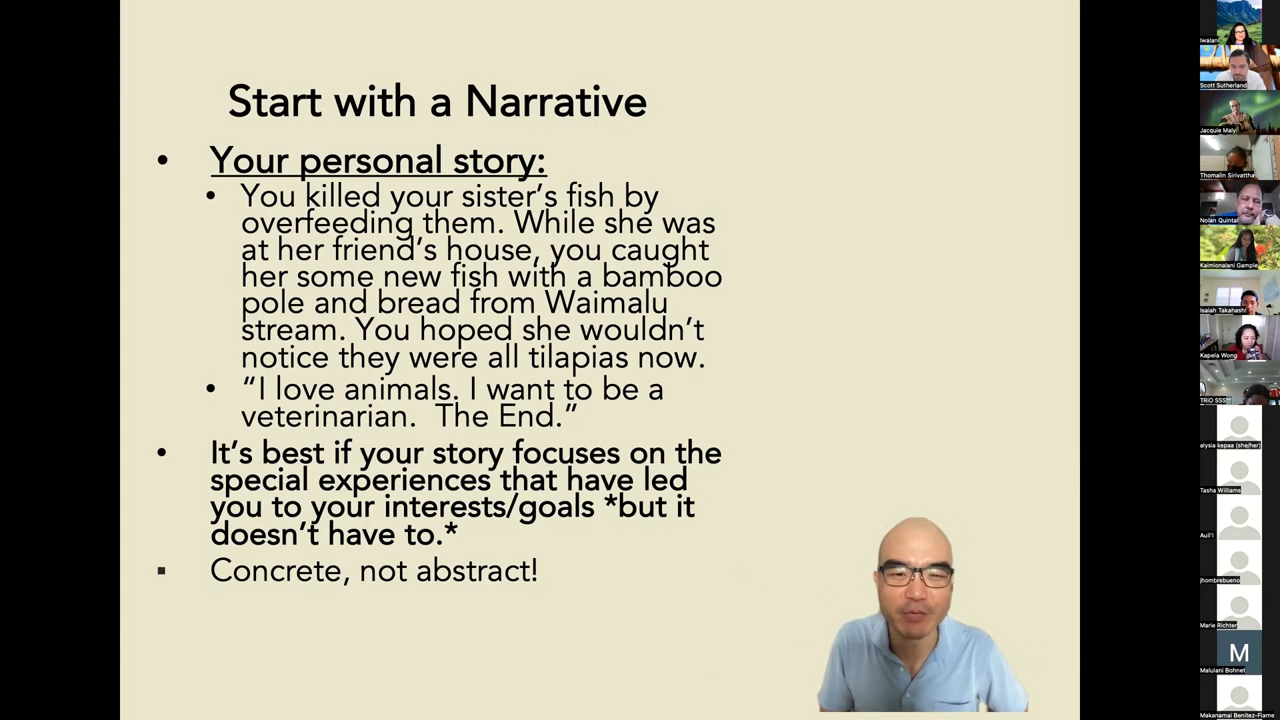 Start with a Narrative
• Your personal story:
• You killed your sister’s fish by
overfeeding them. While she was
at her friend’s house, you caught
her some new fish with a bamboo
pole and bread from Waimalu
stream. You hoped she wouldn’t
notice they were all tilapias now.
• “I love animals. I want to be a
veterinarian.  The End.”
• It’s best if your story focuses on the
special experiences that have led
you to your interests/goals *but it
doesn’t have to.*
▪ Concrete, not abstract!
Iwalani
Scott Sutherland
Jacquie Maly
Thomalin Sirivattha
Nolan Quintal
Kaimionalani Gample
Isaiah Takahashi
Kapela Wong
TRiO SSS
alysia kepaa (she/her)
Tasha Williams
Auli'i
jhombrebueno
Marie Richter
M
Malulani Bohnet
Makanamai Benitez-Fiame